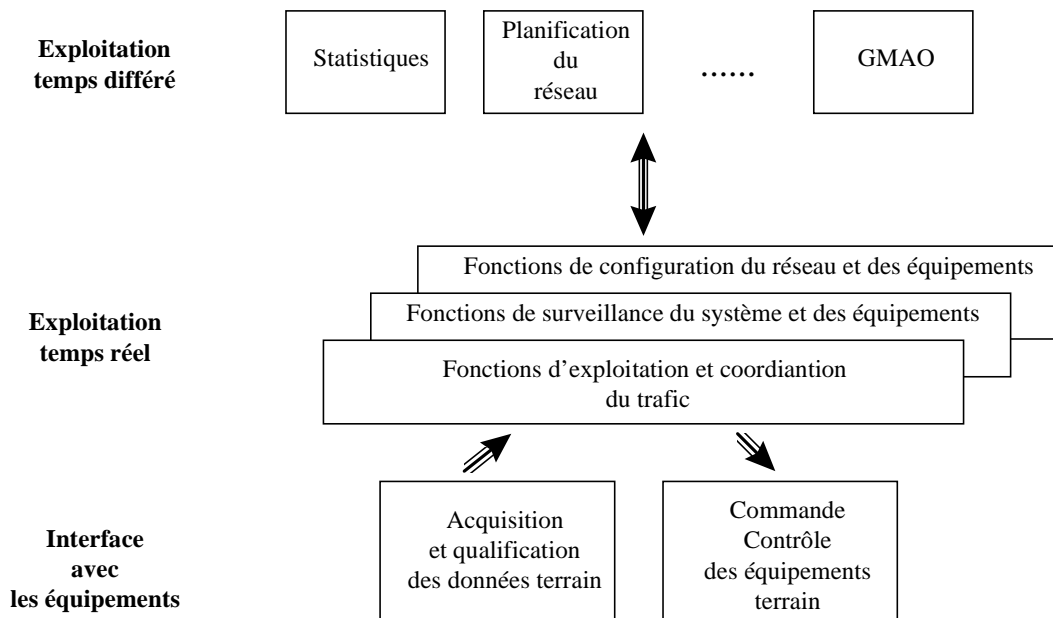 Exploitation
temps différé
Statistiques
Planification
du
réseau
......
GMAO
Exploitation
temps réel
Fonctions de configuration du réseau et des équipements
Fonctions de surveillance du système et des équipements
Fonctions d'exploitation et coordiantion
du trafic
Interface
avec
les équipements
Acquisition
et qualification
des données terrain
Commande
Contrôle
des équipements
terrain